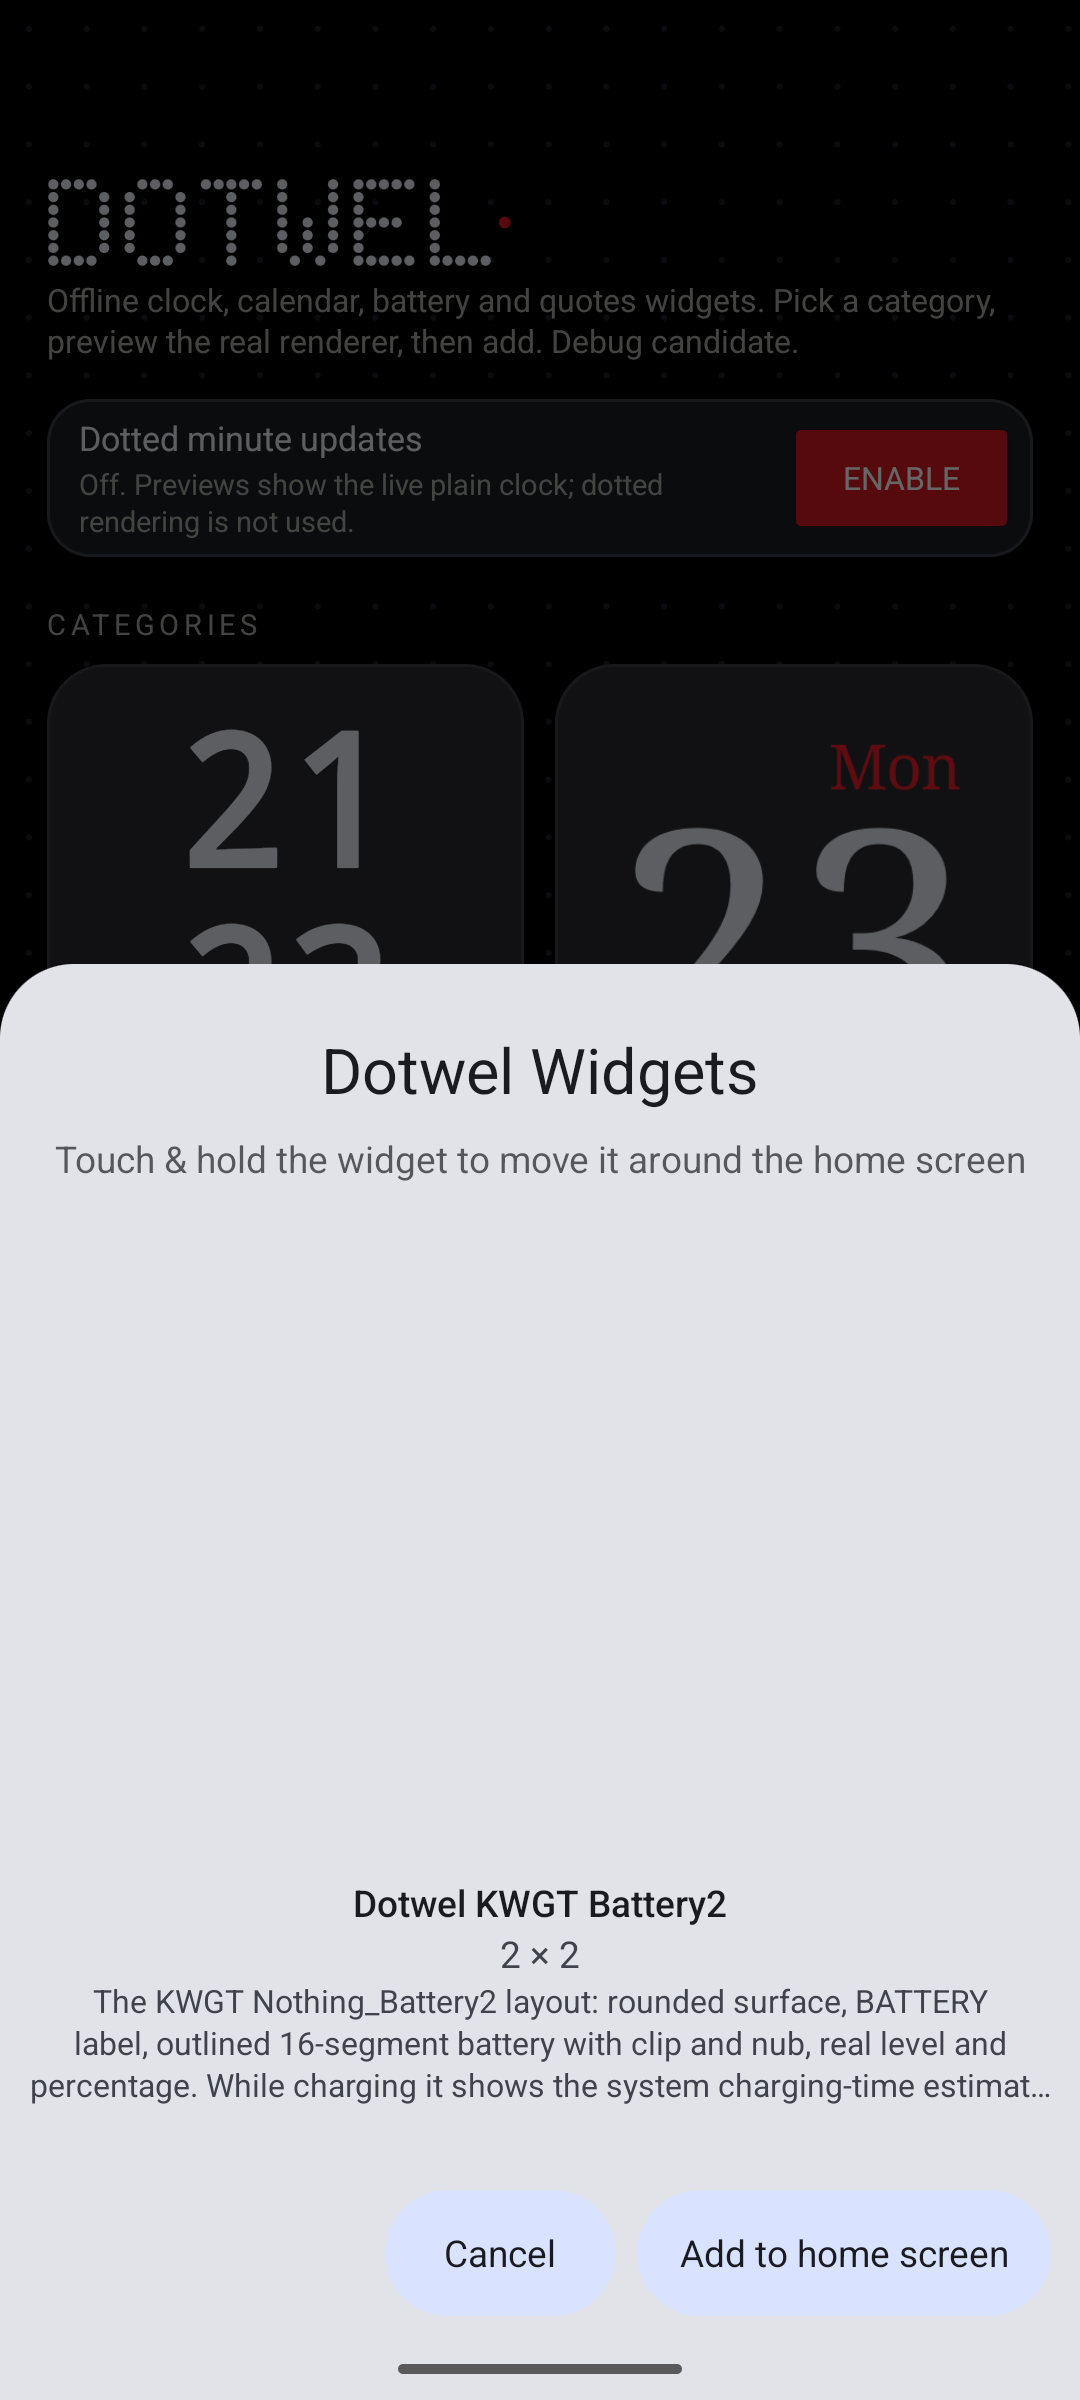 DOTWEL
Offline clock, calendar, battery and quotes widgets. Pick a category,
preview the real renderer, then add. Debug candidate.
Dotted minute updates
Off. Previews show the live plain clock; dotted
rendering is not used.
ENABLE
CATEGORIES
21
Mon
23
Dotwel Widgets
Touch & hold the widget to move it around the home screen
Dotwel KWGT Battery2
2 × 2
The KWGT Nothing_Battery2 layout: rounded surface, BATTERY
label, outlined 16-segment battery with clip and nub, real level and
percentage. While charging it shows the system charging-time estimat…
Cancel
Add to home screen